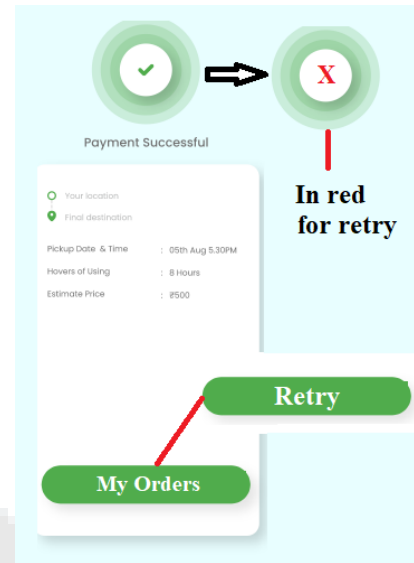 X
Payment Successful
In red
for retry
Your location
Final destination
Pickup Date & Time : 05th Aug 5.30PM
Hovers of Using : 8 Hours
Estimate Price : ₹500
Retry
My Orders